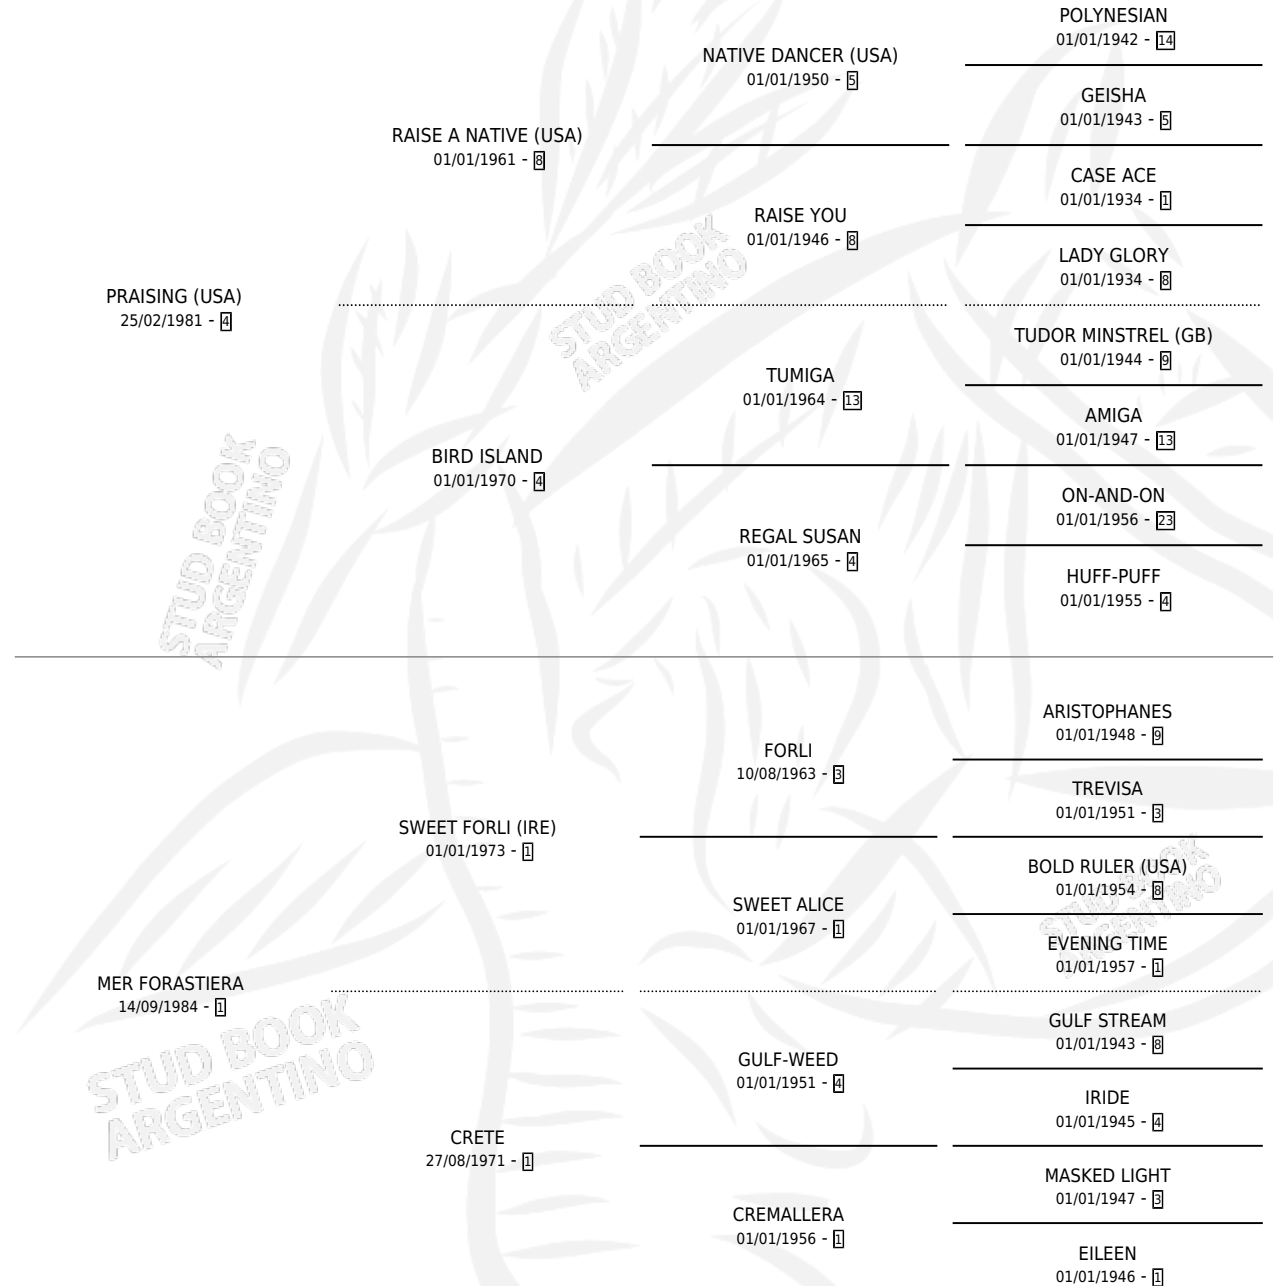 POLYNESIAN
01/01/1942 - 14
NATIVE DANCER (USA)
01/01/1950 - 5
GEISHA
01/01/1943 - 5
RAISE A NATIVE (USA)
01/01/1961 - 8
CASE ACE
01/01/1934 - 1
RAISE YOU
01/01/1946 - 8
LADY GLORY
01/01/1934 - 8
PRAISING (USA)
25/02/1981 - 4
STUD BOOK
ARGENTINO
TUDOR MINSTREL (GB)
01/01/1944 - 9
TUMIGA
01/01/1964 - 13
AMIGA
01/01/1947 - 13
BIRD ISLAND
01/01/1970 - 4
ON-AND-ON
01/01/1956 - 23
REGAL SUSAN
01/01/1965 - 4
HUFF-PUFF
01/01/1955 - 4
STUD BOOK
ARGENTINO
ARISTOPHANES
01/01/1948 - 9
FORLI
10/08/1963 - 3
TREVISA
01/01/1951 - 3
SWEET FORLI (IRE)
01/01/1973 - 1
BOLD RULER (USA)
01/01/1954 - 8
SWEET ALICE
01/01/1967 - 1
STUD BOOK
ARGENTINO
EVENING TIME
01/01/1957 - 1
MER FORASTIERA
14/09/1984 - 1
GULF STREAM
01/01/1943 - 8
GULF-WEED
01/01/1951 - 4
IRIDE
01/01/1945 - 4
STUD BOOK
ARGENTINO
CRETE
27/08/1971 - 1
MASKED LIGHT
01/01/1947 - 3
CREMALLERA
01/01/1956 - 1
EILEEN
01/01/1946 - 1